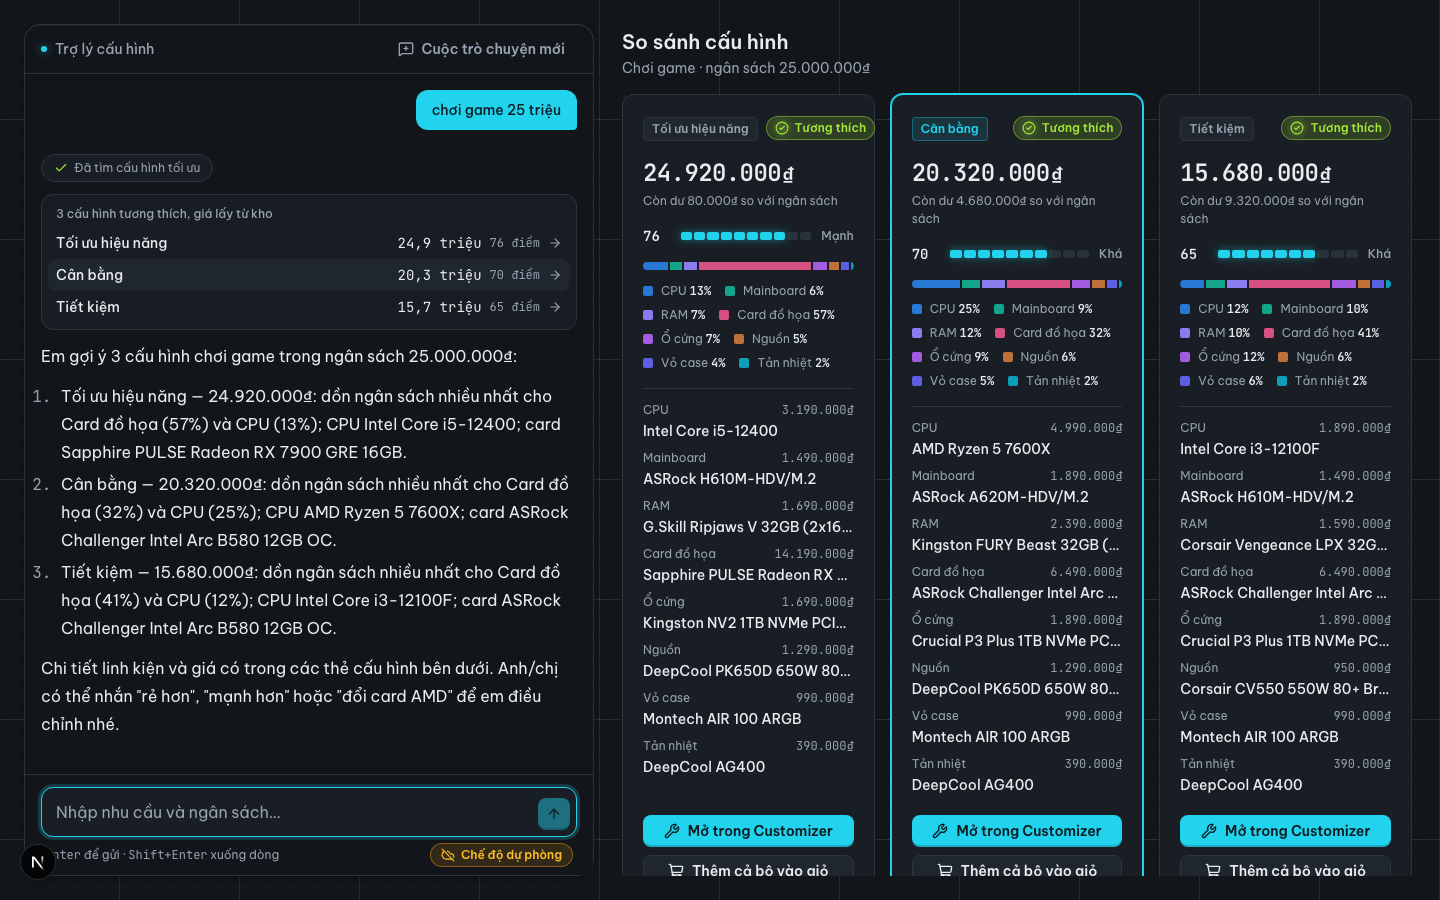 Trợ lý cấu hình
Cuộc trò chuyện mới
chơi game 25 triệu
Đã tìm cấu hình tối ưu
3 cấu hình tương thích, giá lấy từ kho
Tối ưu hiệu năng 24,9 triệu 76 điểm
Cân bằng 20,3 triệu 70 điểm
Tiết kiệm 15,7 triệu 65 điểm
Em gợi ý 3 cấu hình chơi game trong ngân sách 25.000.000₫:
1. Tối ưu hiệu năng — 24.920.000₫: dồn ngân sách nhiều nhất cho
Card đồ họa (57%) và CPU (13%); CPU Intel Core i5-12400; card
Sapphire PULSE Radeon RX 7900 GRE 16GB.
2. Cân bằng — 20.320.000₫: dồn ngân sách nhiều nhất cho Card đồ
họa (32%) và CPU (25%); CPU AMD Ryzen 5 7600X; card ASRock
Challenger Intel Arc B580 12GB OC.
3. Tiết kiệm — 15.680.000₫: dồn ngân sách nhiều nhất cho Card đồ
họa (41%) và CPU (12%); CPU Intel Core i3-12100F; card ASRock
Challenger Intel Arc B580 12GB OC.
Chi tiết linh kiện và giá có trong các thẻ cấu hình bên dưới. Anh/chị
có thể nhắn "rẻ hơn", "mạnh hơn" hoặc "đổi card AMD" để em điều
chỉnh nhé.
Nhập nhu cầu và ngân sách...
N
nter để gửi · Shift+Enter xuống dòng
Chế độ dự phòng
So sánh cấu hình
Chơi game · ngân sách 25.000.000₫
Tối ưu hiệu năng Tương thích
24.920.000₫
Còn dư 80.000₫ so với ngân sách
76 Mạnh
CPU 13% Mainboard 6%
RAM 7% Card đồ họa 57%
Ổ cứng 7% Nguồn 5%
Vỏ case 4% Tản nhiệt 2%
CPU 3.190.000₫
Intel Core i5-12400
Mainboard 1.490.000₫
ASRock H610M-HDV/M.2
RAM 1.690.000₫
G.Skill Ripjaws V 32GB (2x16...
Card đồ họa 14.190.000₫
Sapphire PULSE Radeon RX ...
Ổ cứng 1.690.000₫
Kingston NV2 1TB NVMe PCI...
Nguồn 1.290.000₫
DeepCool PK650D 650W 80...
Vỏ case 990.000₫
Montech AIR 100 ARGB
Tản nhiệt 390.000₫
DeepCool AG400
Mở trong Customizer
Thêm cả bộ vào giỏ
Cân bằng Tương thích
20.320.000₫
Còn dư 4.680.000₫ so với ngân
sách
70 Khá
CPU 25% Mainboard 9%
RAM 12% Card đồ họa 32%
Ổ cứng 9% Nguồn 6%
Vỏ case 5% Tản nhiệt 2%
CPU 4.990.000₫
AMD Ryzen 5 7600X
Mainboard 1.890.000₫
ASRock A620M-HDV/M.2
RAM 2.390.000₫
Kingston FURY Beast 32GB (...
Card đồ họa 6.490.000₫
ASRock Challenger Intel Arc ...
Ổ cứng 1.890.000₫
Crucial P3 Plus 1TB NVMe PC...
Nguồn 1.290.000₫
DeepCool PK650D 650W 80...
Vỏ case 990.000₫
Montech AIR 100 ARGB
Tản nhiệt 390.000₫
DeepCool AG400
Mở trong Customizer
Thêm cả bộ vào giỏ
Tiết kiệm Tương thích
15.680.000₫
Còn dư 9.320.000₫ so với ngân
sách
65 Khá
CPU 12% Mainboard 10%
RAM 10% Card đồ họa 41%
Ổ cứng 12% Nguồn 6%
Vỏ case 6% Tản nhiệt 2%
CPU 1.890.000₫
Intel Core i3-12100F
Mainboard 1.490.000₫
ASRock H610M-HDV/M.2
RAM 1.590.000₫
Corsair Vengeance LPX 32G...
Card đồ họa 6.490.000₫
ASRock Challenger Intel Arc ...
Ổ cứng 1.890.000₫
Crucial P3 Plus 1TB NVMe PC...
Nguồn 950.000₫
Corsair CV550 550W 80+ Br...
Vỏ case 990.000₫
Montech AIR 100 ARGB
Tản nhiệt 390.000₫
DeepCool AG400
Mở trong Customizer
Thêm cả bộ vào giỏ